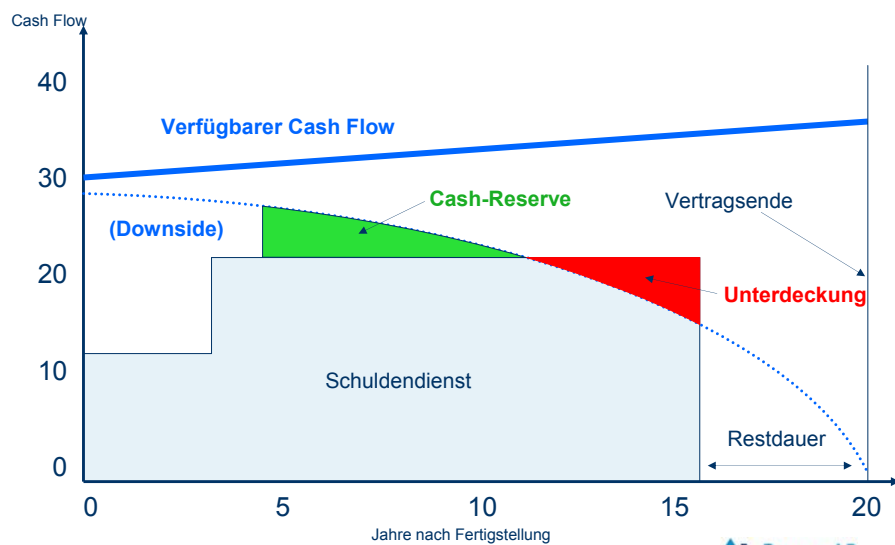 Cash Flow
40
Verfügbarer Cash Flow
30
Vertragsende
Cash-Reserve
(Downside)
20
Unterdeckung
10
Schuldendienst
Restdauer
0
0 5 10 15 20
Jahre nach Fertigstellung